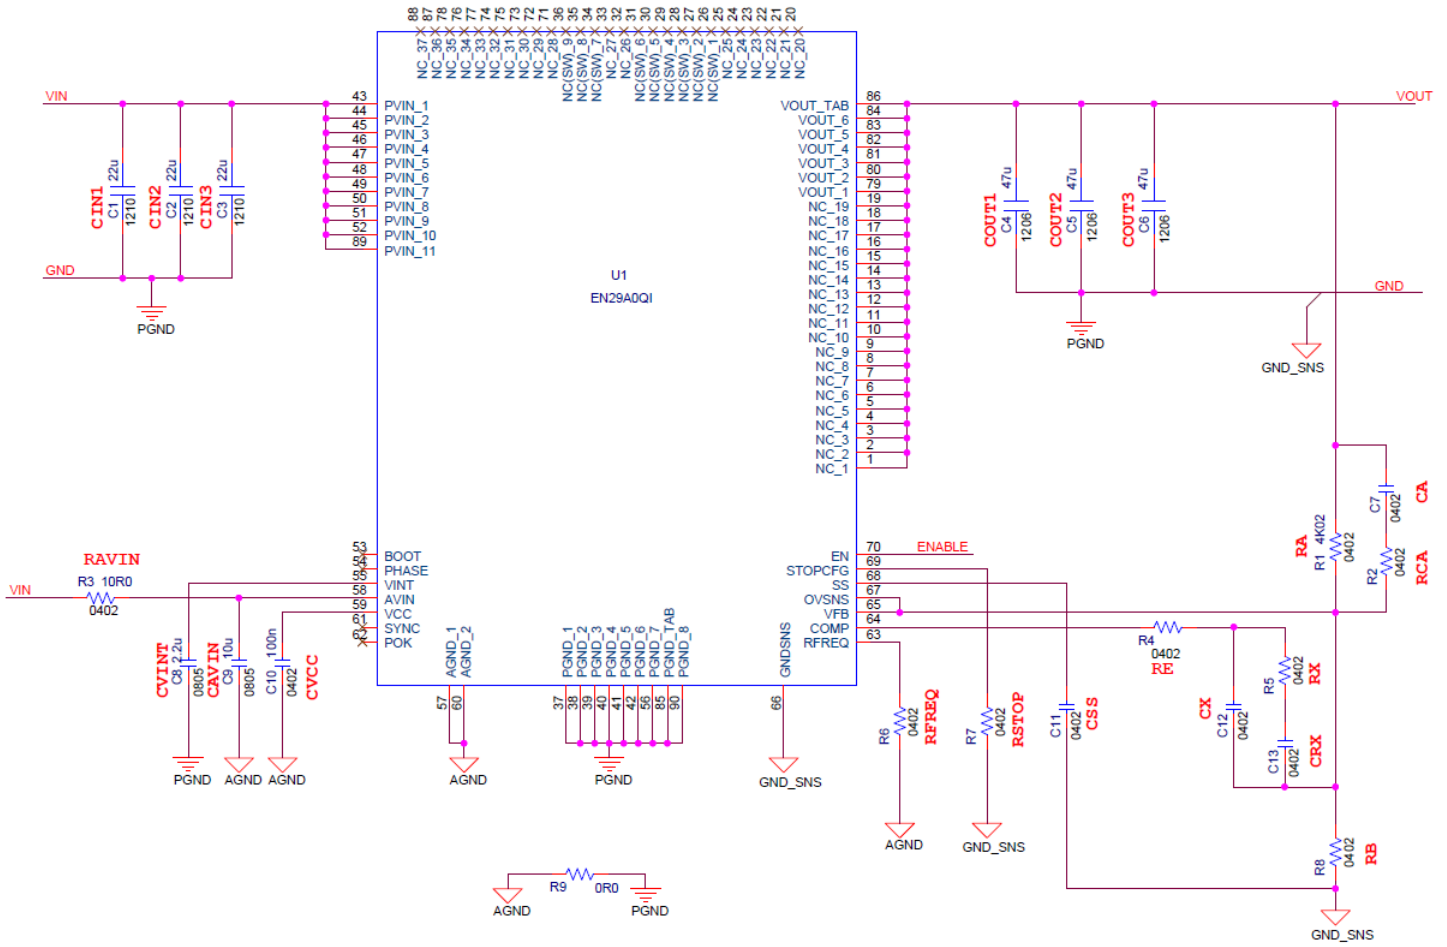 88 87 78 76 77 74 75 73 72 71 36 35 34 33 32 31 30 29 28 27 26 25 24 23 22 21 20
NC_37 NC_36 NC_35 NC_34 NC_33 NC_32 NC_31 NC_30 NC_29 NC_28 NC(SW)_9 NC(SW)_8 NC(SW)_7 NC_27 NC_26 NC(SW)_6 NC(SW)_5 NC(SW)_4 NC(SW)_3 NC(SW)_2 NC(SW)_1 NC_25 NC_24 NC_23 NC_22 NC_21 NC_20
VIN
43 PVIN_1
44 PVIN_2
45 PVIN_3
46 PVIN_4
47 PVIN_5
48 PVIN_6
49 PVIN_7
50 PVIN_8
51 PVIN_9
52 PVIN_10
89 PVIN_11
CIN1 C1 22u 1210
CIN2 C2 22u 1210
CIN3 C3 22u 1210
GND
PGND
U1
EN29A0QI
VOUT_TAB 86
VOUT_6 84
VOUT_5 83
VOUT_4 82
VOUT_3 81
VOUT_2 80
VOUT_1 79
NC_19 19
NC_18 18
NC_17 17
NC_16 16
NC_15 15
NC_14 14
NC_13 13
NC_12 12
NC_11 11
NC_10 10
NC_9 9
NC_8 8
NC_7 7
NC_6 6
NC_5 5
NC_4 4
NC_3 3
NC_2 2
NC_1 1
VOUT
COUT1 C4 47u 1206
COUT2 C5 47u 1206
COUT3 C6 47u 1206
GND
PGND
GND_SNS
RA R1 4K02 0402
C7 0402 CA
R2 0402 RCA
53 BOOT
54 PHASE
55 VINT
58 AVIN
59 VCC
61 SYNC
62 POK
RAVIN
VIN
R3 10R0
0402
CVINT C8 2.2u 0805
CAVIN C9 10u 0805
C10 100n 0402 CVCC
PGND
AGND
AGND
EN 70 ENABLE
STOPCFG 69
SS 68
OVSNS 67
VFB 65
COMP 64
RFREQ 63
AGND_1 AGND_2
57 60
AGND
PGND_1 PGND_2 PGND_3 PGND_4 PGND_5 PGND_6 PGND_7 PGND_TAB PGND_8
37 38 39 40 41 42 56 85 90
PGND
GNDSNS
66
GND_SNS
R6 0402 RFREQ
AGND
R7 0402 RSTOP
GND_SNS
C11 0402 CSS
R4
0402
RE
CX C12 0402
R5 0402 RX
C13 0402 CRX
R8 0402 RB
GND_SNS
R9 0R0
AGND
PGND